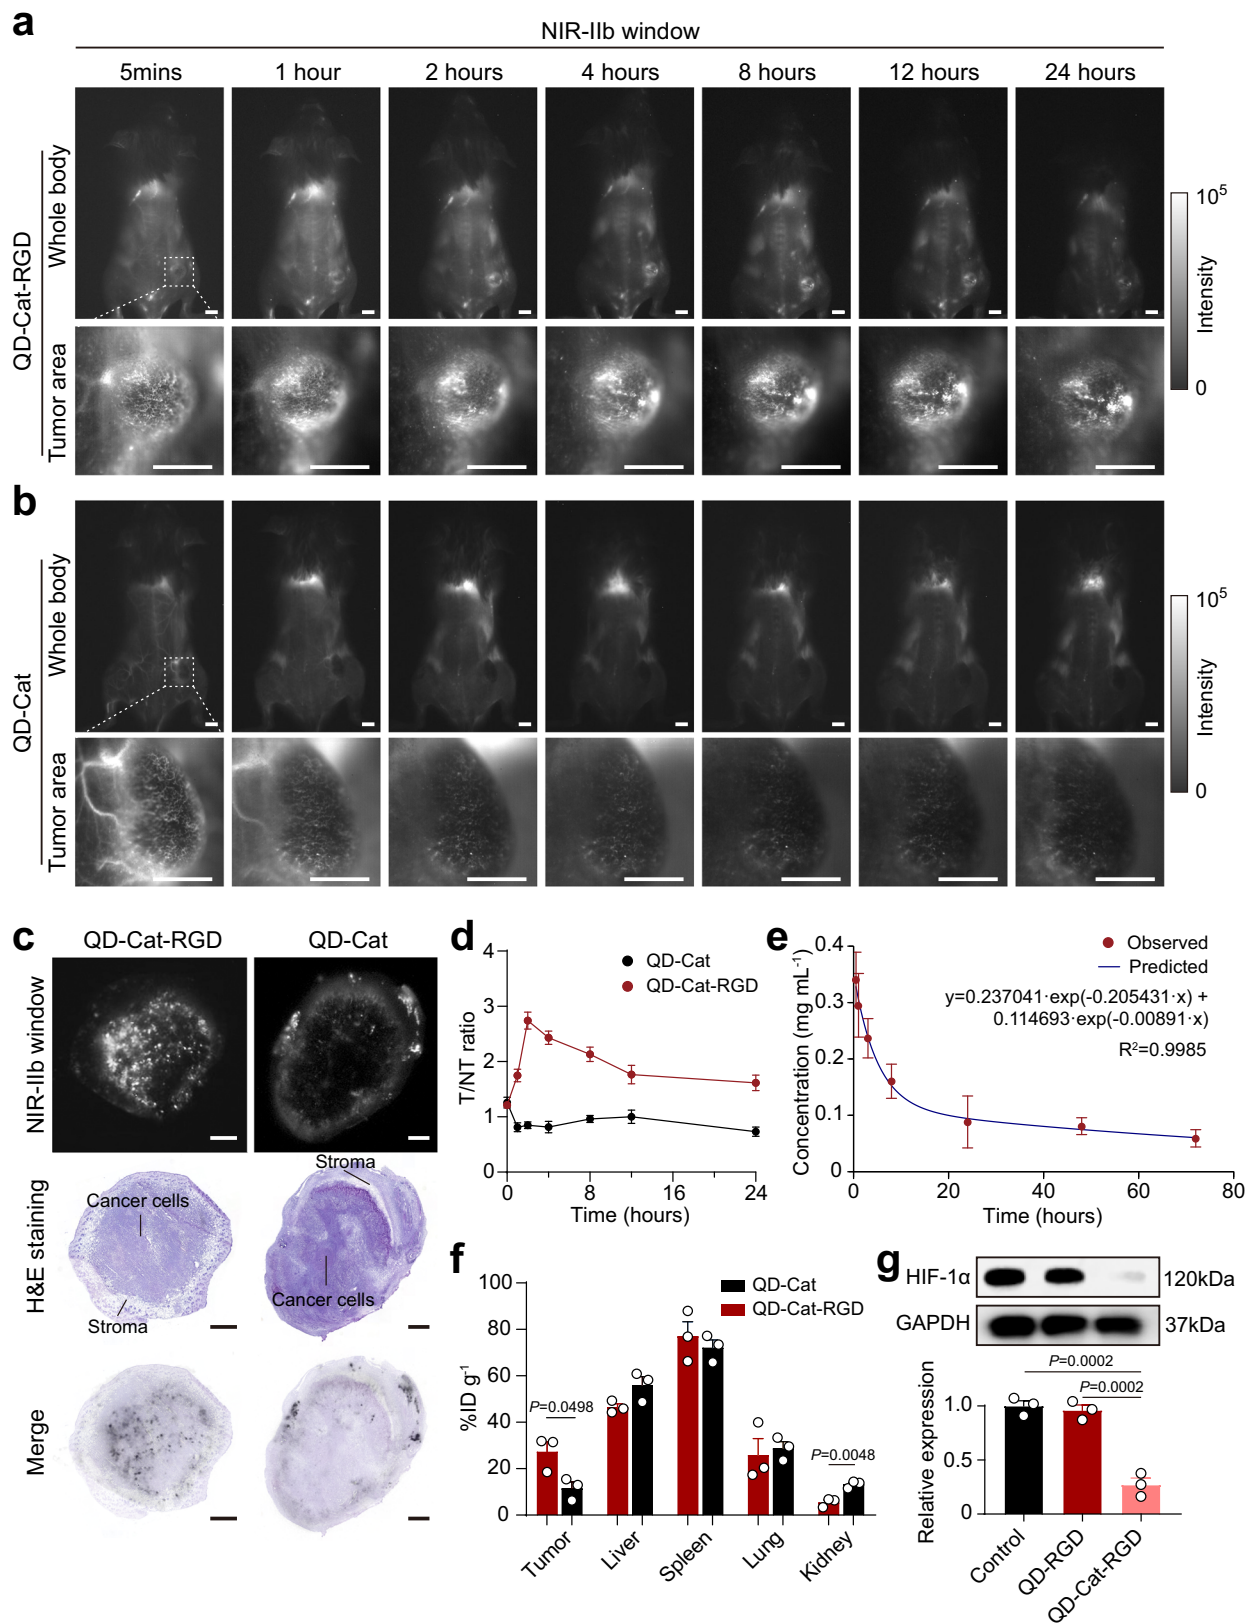 a
NIR-IIb window
5mins 1 hour 2 hours 4 hours 8 hours 12 hours 24 hours
QD-Cat-RGD
Whole body
Tumor area
10⁵
Intensity
0
b
QD-Cat
Whole body
Tumor area
10⁵
Intensity
0
c
QD-Cat-RGD QD-Cat
NIR-IIb window
H&E staining
Merge
Cancer cells
Stroma
Stroma
Cancer cells
d
4
3
2
1
0
T/NT ratio
QD-Cat
QD-Cat-RGD
0 8 16 24
Time (hours)
e
0.4
0.3
0.2
0.1
0
Concentration (mg mL⁻¹)
Observed
Predicted
y=0.237041·exp(-0.205431·x) +
0.114693·exp(-0.00891·x)
R²=0.9985
0 20 40 60 80
Time (hours)
f
100
80
60
40
20
0
%ID g⁻¹
QD-Cat
QD-Cat-RGD
P=0.0498
P=0.0048
Tumor Liver Spleen Lung Kidney
g
HIF-1α 120kDa
GAPDH 37kDa
P=0.0002
P=0.0002
1.0
0.5
0
Relative expression
Control QD-RGD QD-Cat-RGD